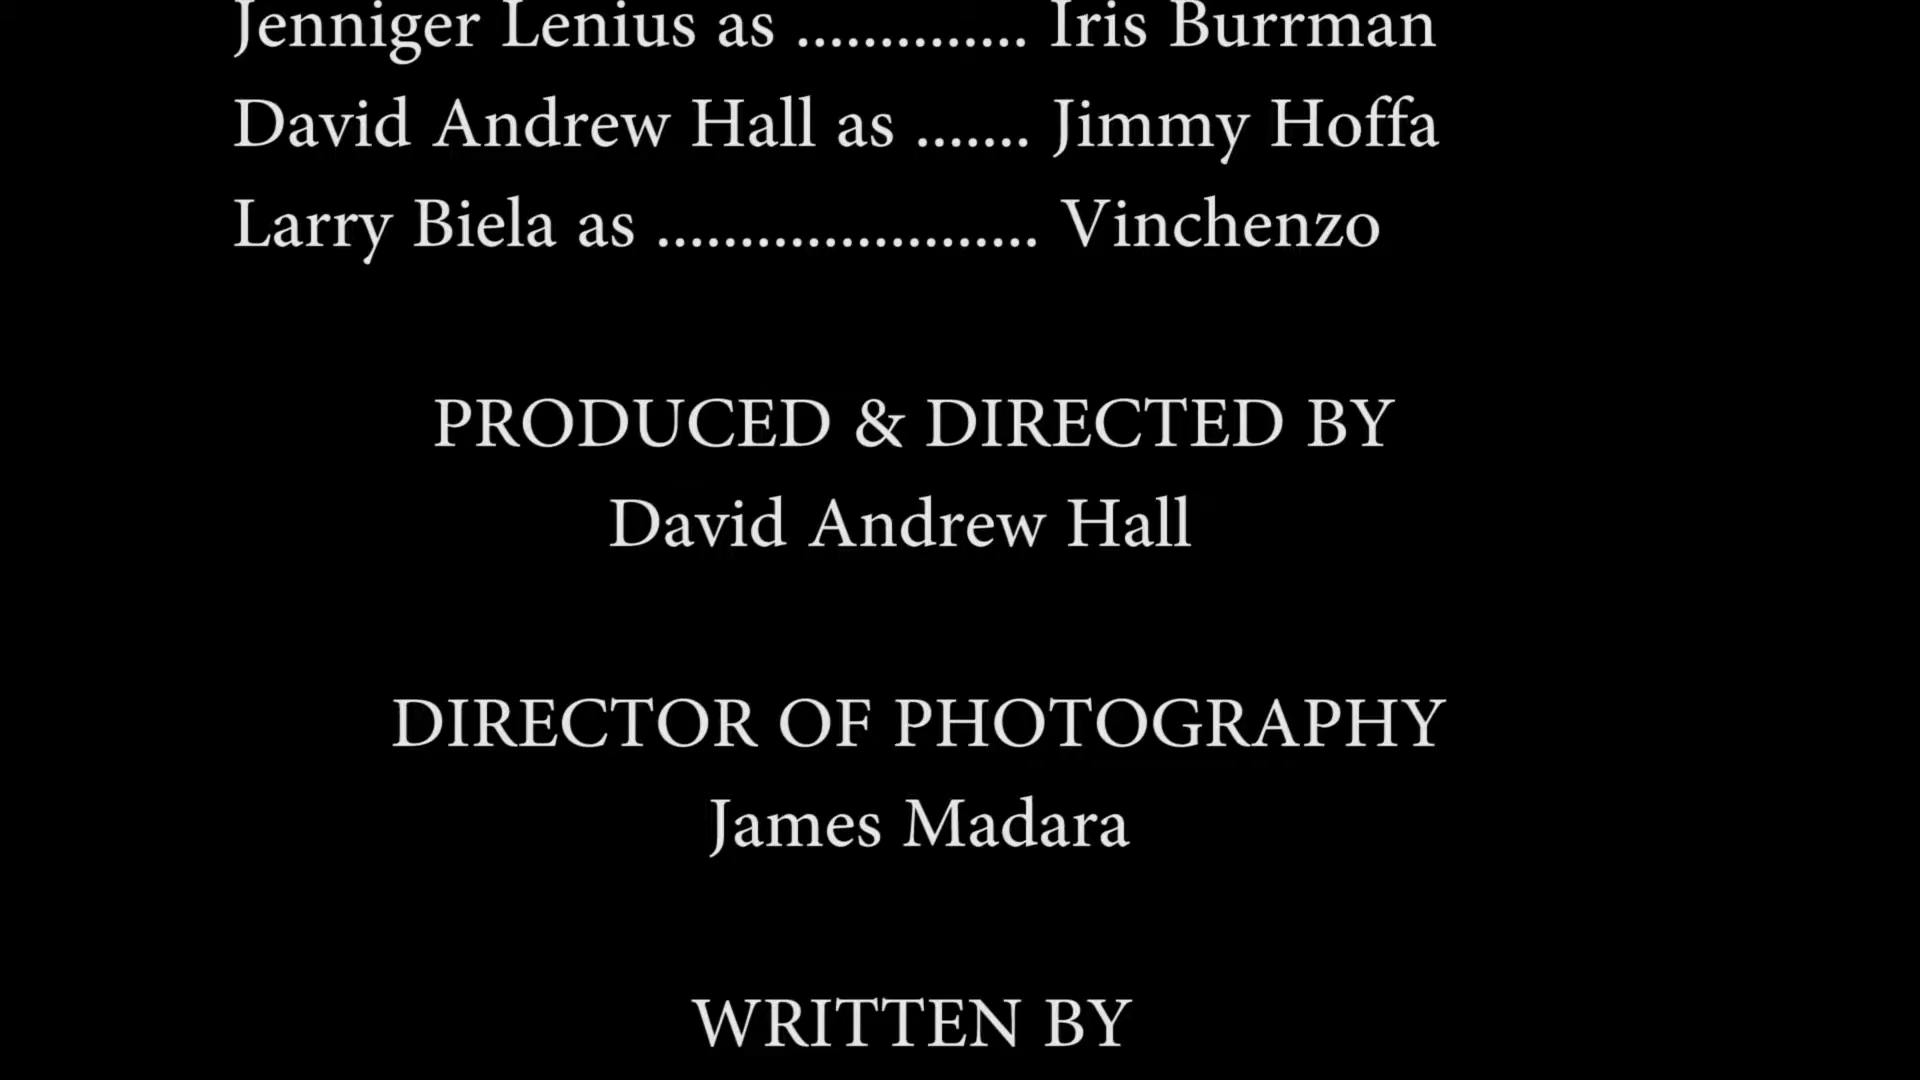 Jenniger Lenius as .............. Iris Burrman
David Andrew Hall as ....... Jimmy Hoffa
Larry Biela as ....................... Vinchenzo
PRODUCED & DIRECTED BY
David Andrew Hall
DIRECTOR OF PHOTOGRAPHY
James Madara
WRITTEN BY